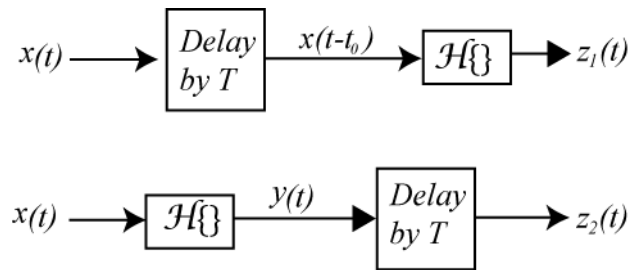 x(t)
Delay
by T
x(t-t₀)
ℋ{}
z₁(t)
x(t)
ℋ{}
y(t)
Delay
by T
z₂(t)